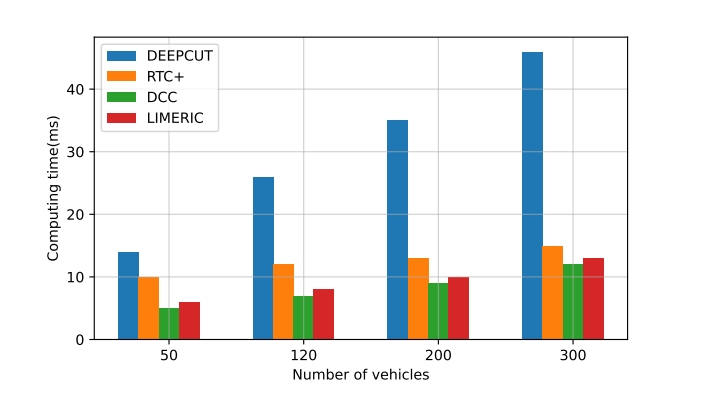 DEEPCUT
RTC+
DCC
LIMERIC
Computing time(ms)
40
30
20
10
0
50 120 200 300
Number of vehicles